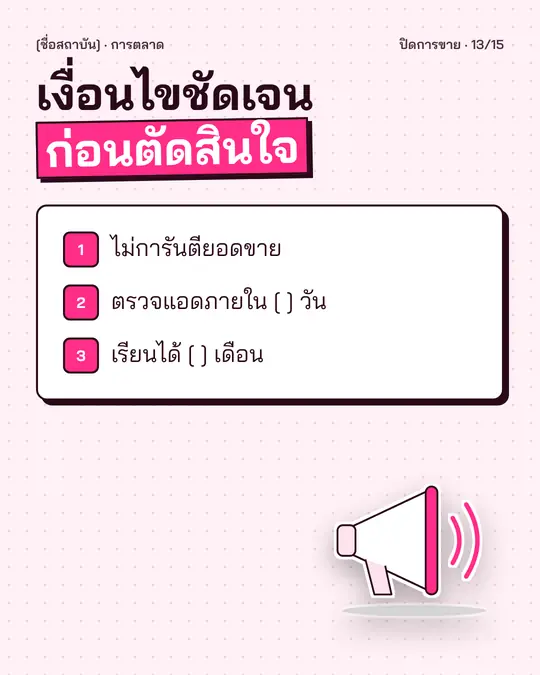 (ชื่อสถาบัน) · การตลาด
ปิดการขาย · 13/15
เงื่อนไขชัดเจน
ก่อนตัดสินใจ
1 ไม่การันตียอดขาย
2 ตรวจแอดภายใน ( ) วัน
3 เรียนได้ ( ) เดือน